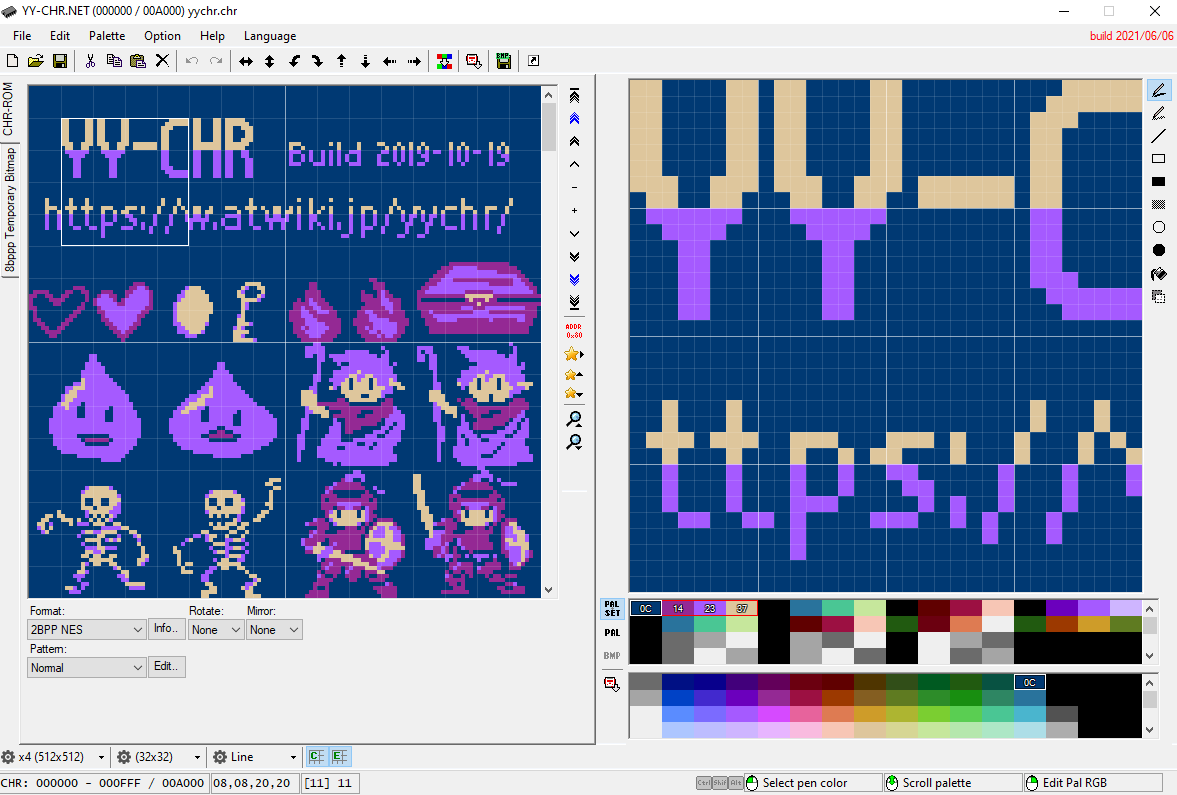 YY-CHR.NET (000000 / 00A000) yychr.chr
File Edit Palette Option Help Language
build 2021/06/06
CHR-ROM
8bppp Temporary Bitmap
YY-CHR Build 2019-10-19
https://w.atwiki.jp/yychr/
ADDR
0x80
YY-C
ttps://
Format: Rotate: Mirror:
2BPP NES Info.. None None
Pattern:
Normal Edit..
PAL
SET
PAL
BMP
0C 14 23 37
0C
x4 (512x512) (32x32) Line C E
CHR: 000000 - 000FFF / 00A000 08,08,20,20 [11] 11
Ctrl Shif Alt Select pen color Scroll palette Edit Pal RGB